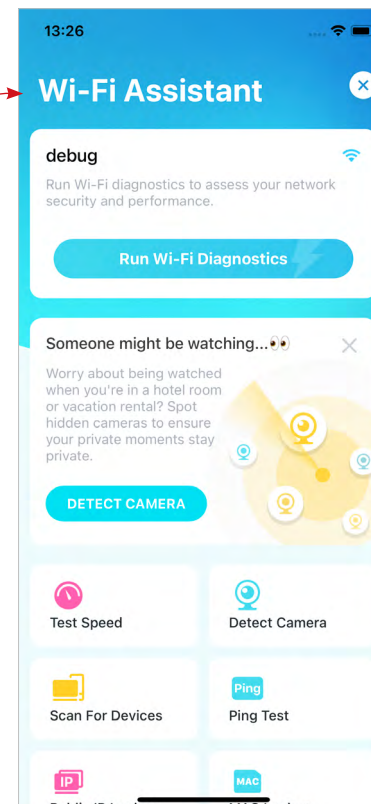 13:26
Wi-Fi Assistant
debug
Run Wi-Fi diagnostics to assess your network
security and performance.
Run Wi-Fi Diagnostics
Someone might be watching...👀
Worry about being watched
when you're in a hotel room
or vacation rental? Spot
hidden cameras to ensure
your private moments stay
private.
DETECT CAMERA
Test Speed
Detect Camera
Scan For Devices
Ping
Ping Test
IP
MAC